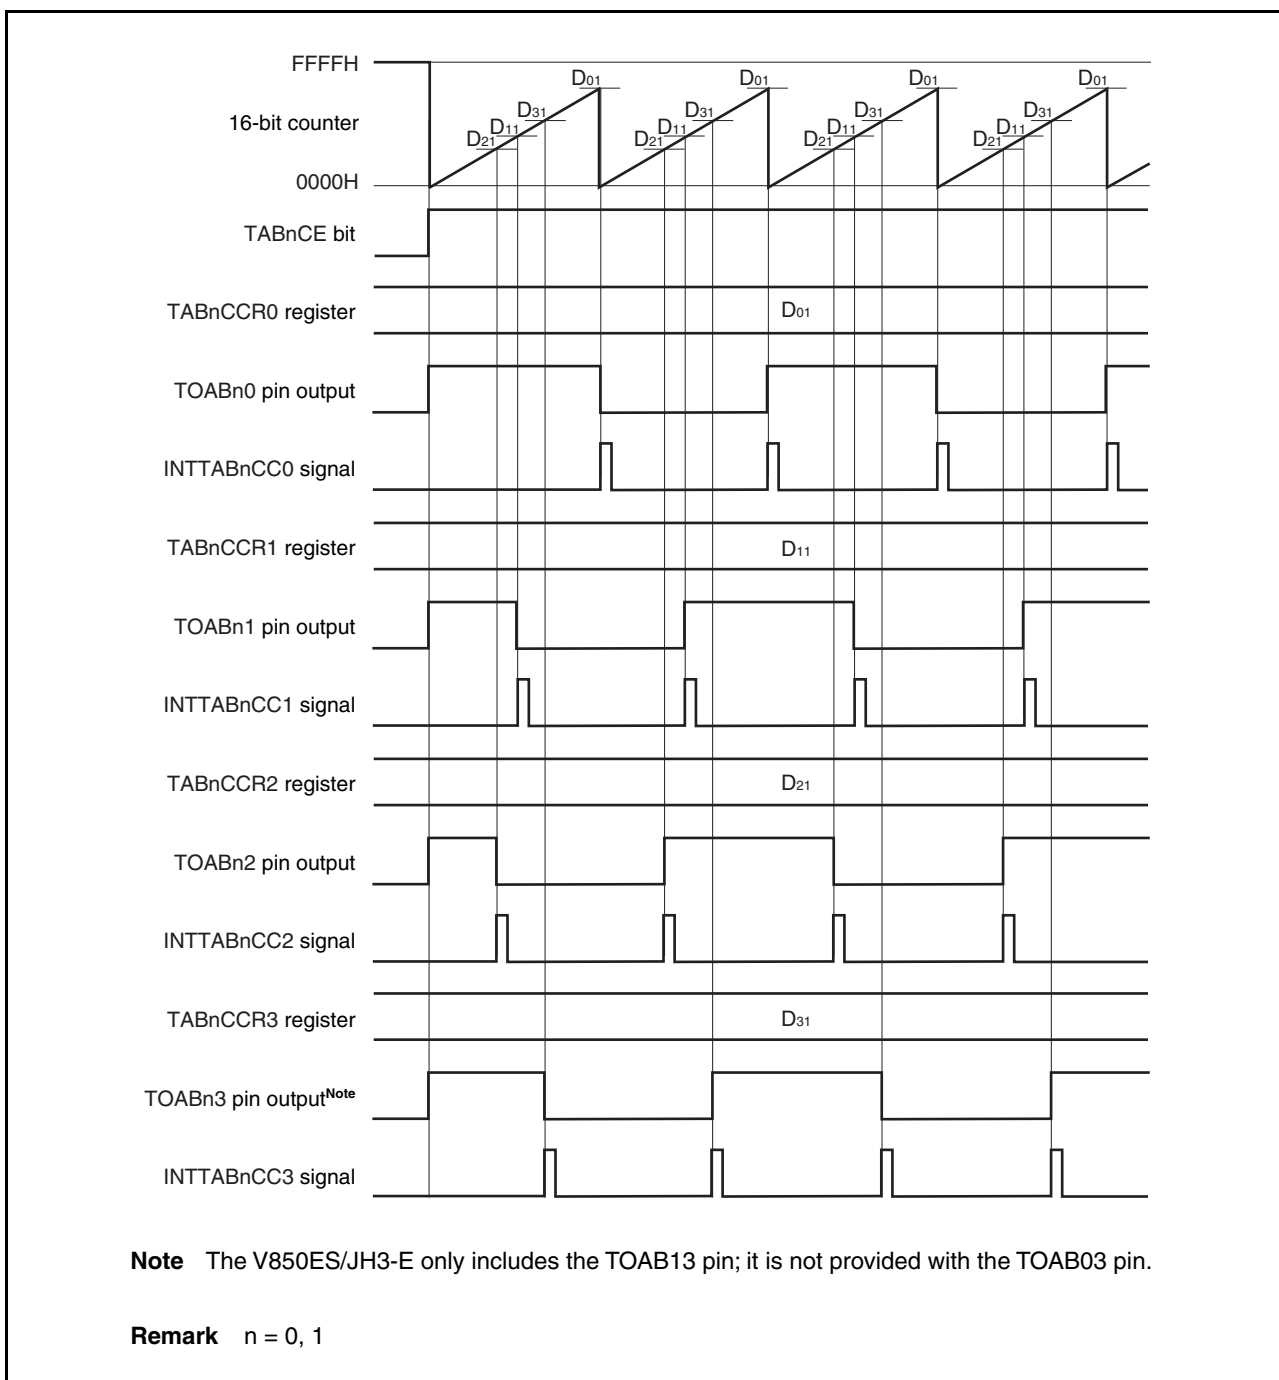 FFFFH
D01 D01 D01 D01
D31 D31 D31 D31
16-bit counter
D11 D11 D11 D11
D21 D21 D21 D21
0000H
TABnCE bit
TABnCCR0 register D01
TOABn0 pin output
INTTABnCC0 signal
TABnCCR1 register D11
TOABn1 pin output
INTTABnCC1 signal
TABnCCR2 register D21
TOABn2 pin output
INTTABnCC2 signal
TABnCCR3 register D31
TOABn3 pin outputNote
INTTABnCC3 signal
Note The V850ES/JH3-E only includes the TOAB13 pin; it is not provided with the TOAB03 pin.
Remark n = 0, 1